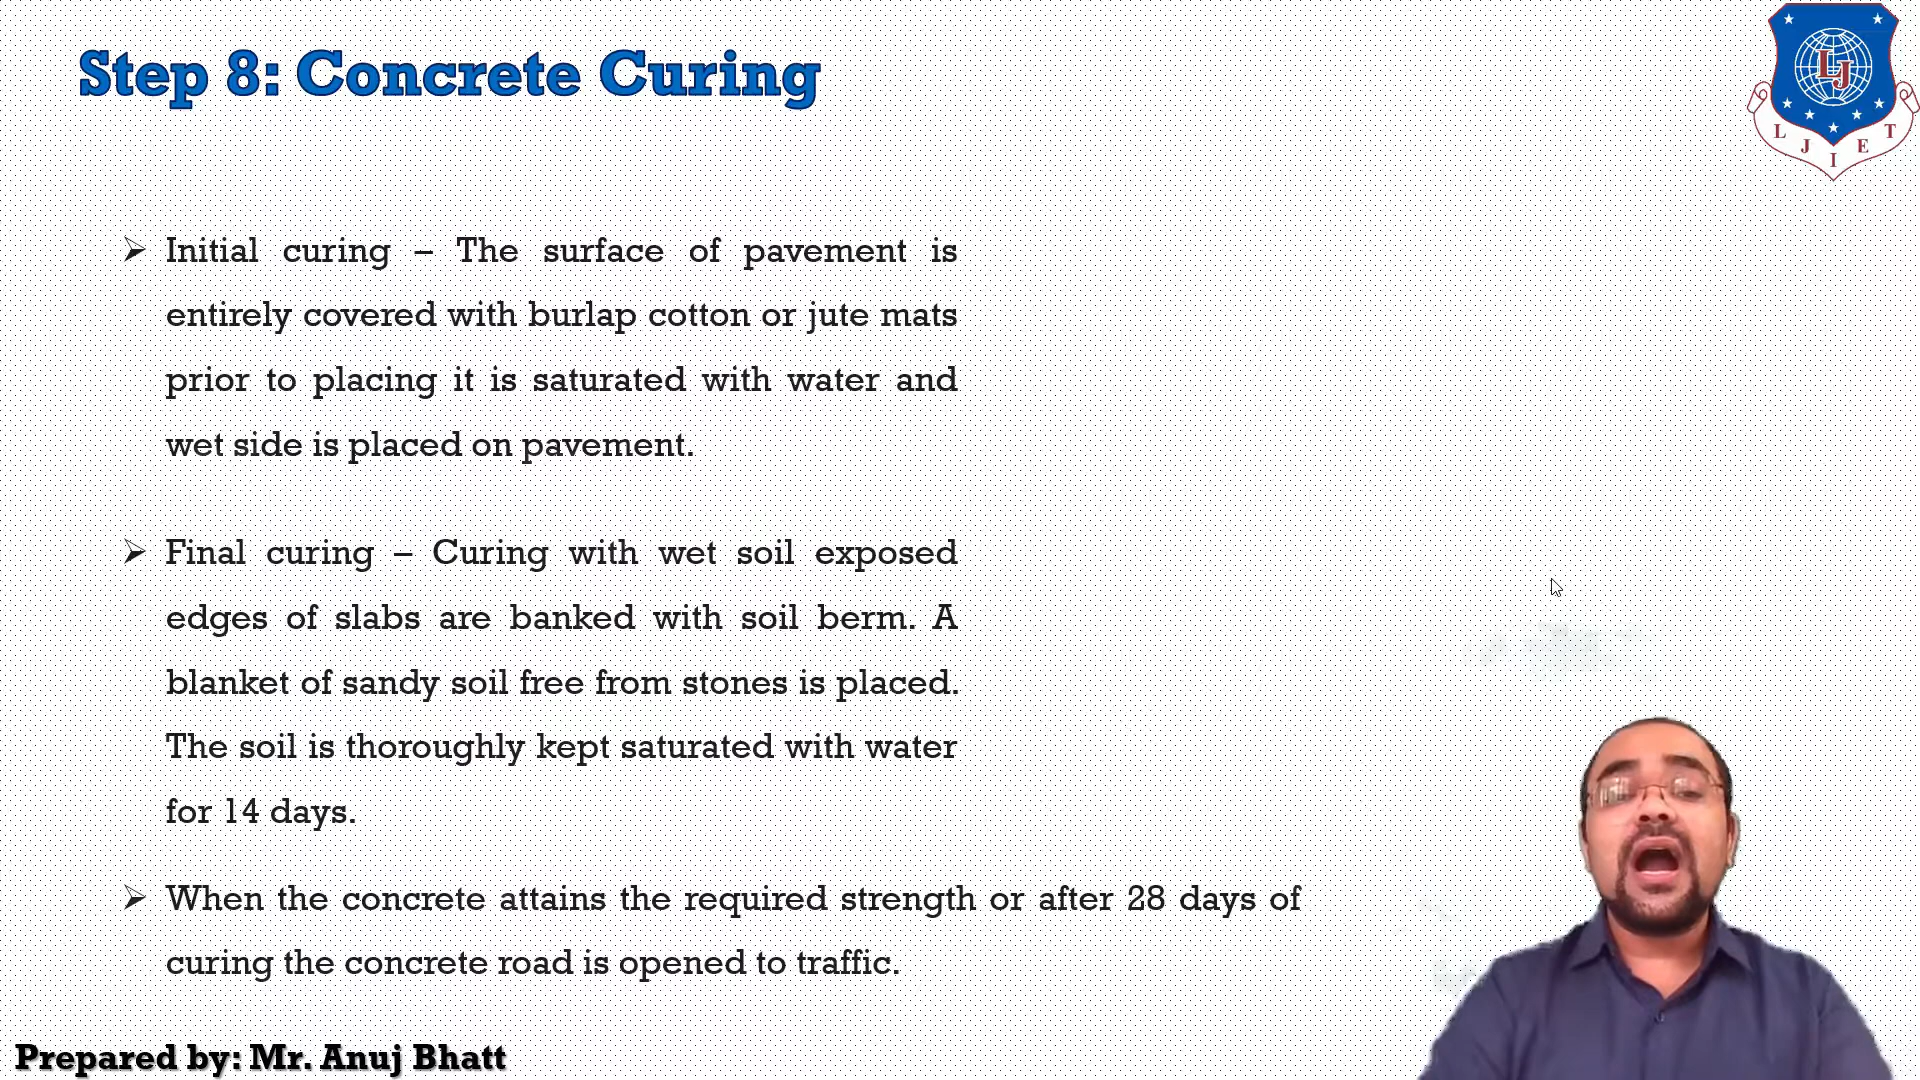 Step 8: Concrete Curing
LJ
L J I E T
➢ Initial curing – The surface of pavement is
entirely covered with burlap cotton or jute mats
prior to placing it is saturated with water and
wet side is placed on pavement.
➢ Final curing – Curing with wet soil exposed
edges of slabs are banked with soil berm. A
blanket of sandy soil free from stones is placed.
The soil is thoroughly kept saturated with water
for 14 days.
➢ When the concrete attains the required strength or after 28 days of
curing the concrete road is opened to traffic.
Prepared by: Mr. Anuj Bhatt